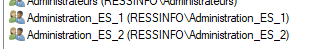 Administrateurs (RESSINFO\Administrateurs)
Administration_ES_1 (RESSINFO\Administration_ES_1)
Administration_ES_2 (RESSINFO\Administration_ES_2)